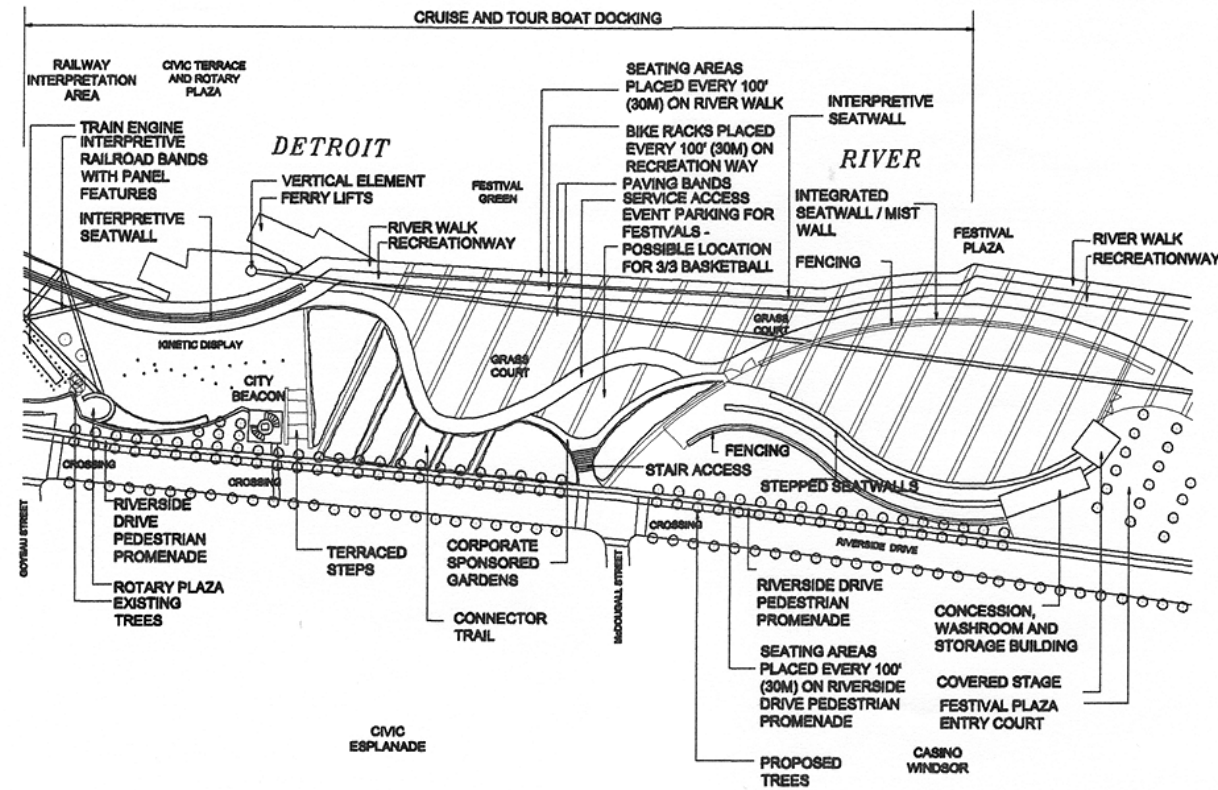 CRUISE AND TOUR BOAT DOCKING
RAILWAY
INTERPRETATION
AREA
CIVIC TERRACE
AND ROTARY
PLAZA
TRAIN ENGINE
INTERPRETIVE
RAILROAD BANDS
WITH PANEL
FEATURES
INTERPRETIVE
SEATWALL
DETROIT
VERTICAL ELEMENT
FERRY LIFTS
FESTIVAL
GREEN
RIVER WALK
RECREATIONWAY
SEATING AREAS
PLACED EVERY 100'
(30M) ON RIVER WALK
BIKE RACKS PLACED
EVERY 100' (30M) ON
RECREATION WAY
PAVING BANDS
SERVICE ACCESS
EVENT PARKING FOR
FESTIVALS -
POSSIBLE LOCATION
FOR 3/3 BASKETBALL
INTERPRETIVE
SEATWALL
RIVER
INTEGRATED
SEATWALL / MIST
WALL
FENCING
FESTIVAL
PLAZA
RIVER WALK
RECREATIONWAY
KINETIC DISPLAY
CITY
BEACON
GRASS
COURT
GRASS
COURT
FENCING
STAIR ACCESS
STEPPED SEATWALLS
CROSSING
CROSSING
CROSSING
RIVERSIDE DRIVE
GOYEAU STREET
MCDOUGALL STREET
RIVERSIDE
DRIVE
PEDESTRIAN
PROMENADE
ROTARY PLAZA
EXISTING
TREES
TERRACED
STEPS
CORPORATE
SPONSORED
GARDENS
CONNECTOR
TRAIL
RIVERSIDE DRIVE
PEDESTRIAN
PROMENADE
SEATING AREAS
PLACED EVERY 100'
(30M) ON RIVERSIDE
DRIVE PEDESTRIAN
PROMENADE
PROPOSED
TREES
CONCESSION,
WASHROOM AND
STORAGE BUILDING
COVERED STAGE
FESTIVAL PLAZA
ENTRY COURT
CIVIC
ESPLANADE
CASINO
WINDSOR